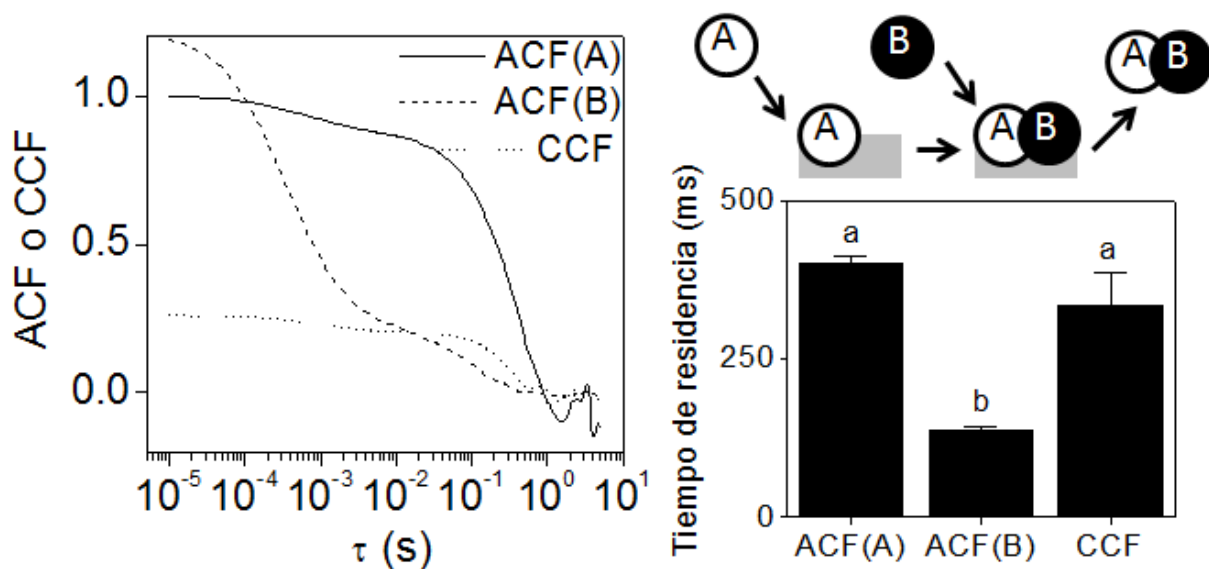 ACF o CCF
1.0
0.5
0.0
ACF(A)
ACF(B)
CCF
10⁻⁵ 10⁻⁴ 10⁻³ 10⁻² 10⁻¹ 10⁰ 10¹
τ (s)
A B A B
A A B
Tiempo de residencia (ms)
500
250
0
a b a
ACF(A) ACF(B) CCF